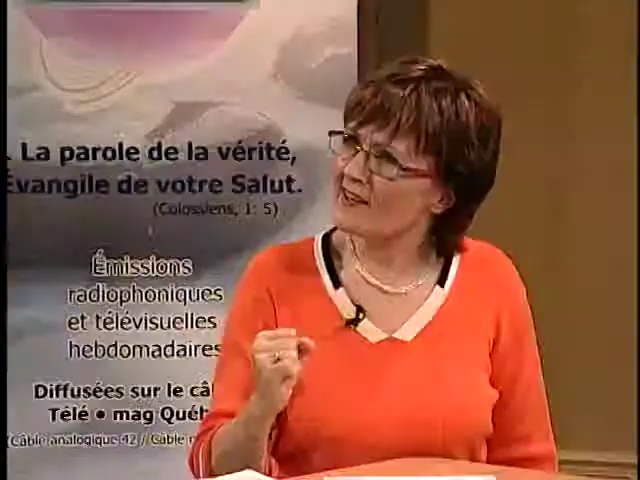 La parole de la vérité,
Évangile de votre Salut.
(Colossiens, 1: 5)
Émissions
radiophoniques
et télévisuelles
hebdomadaires
Diffusées sur le
Télé • mag
(Câble analogique 42 /